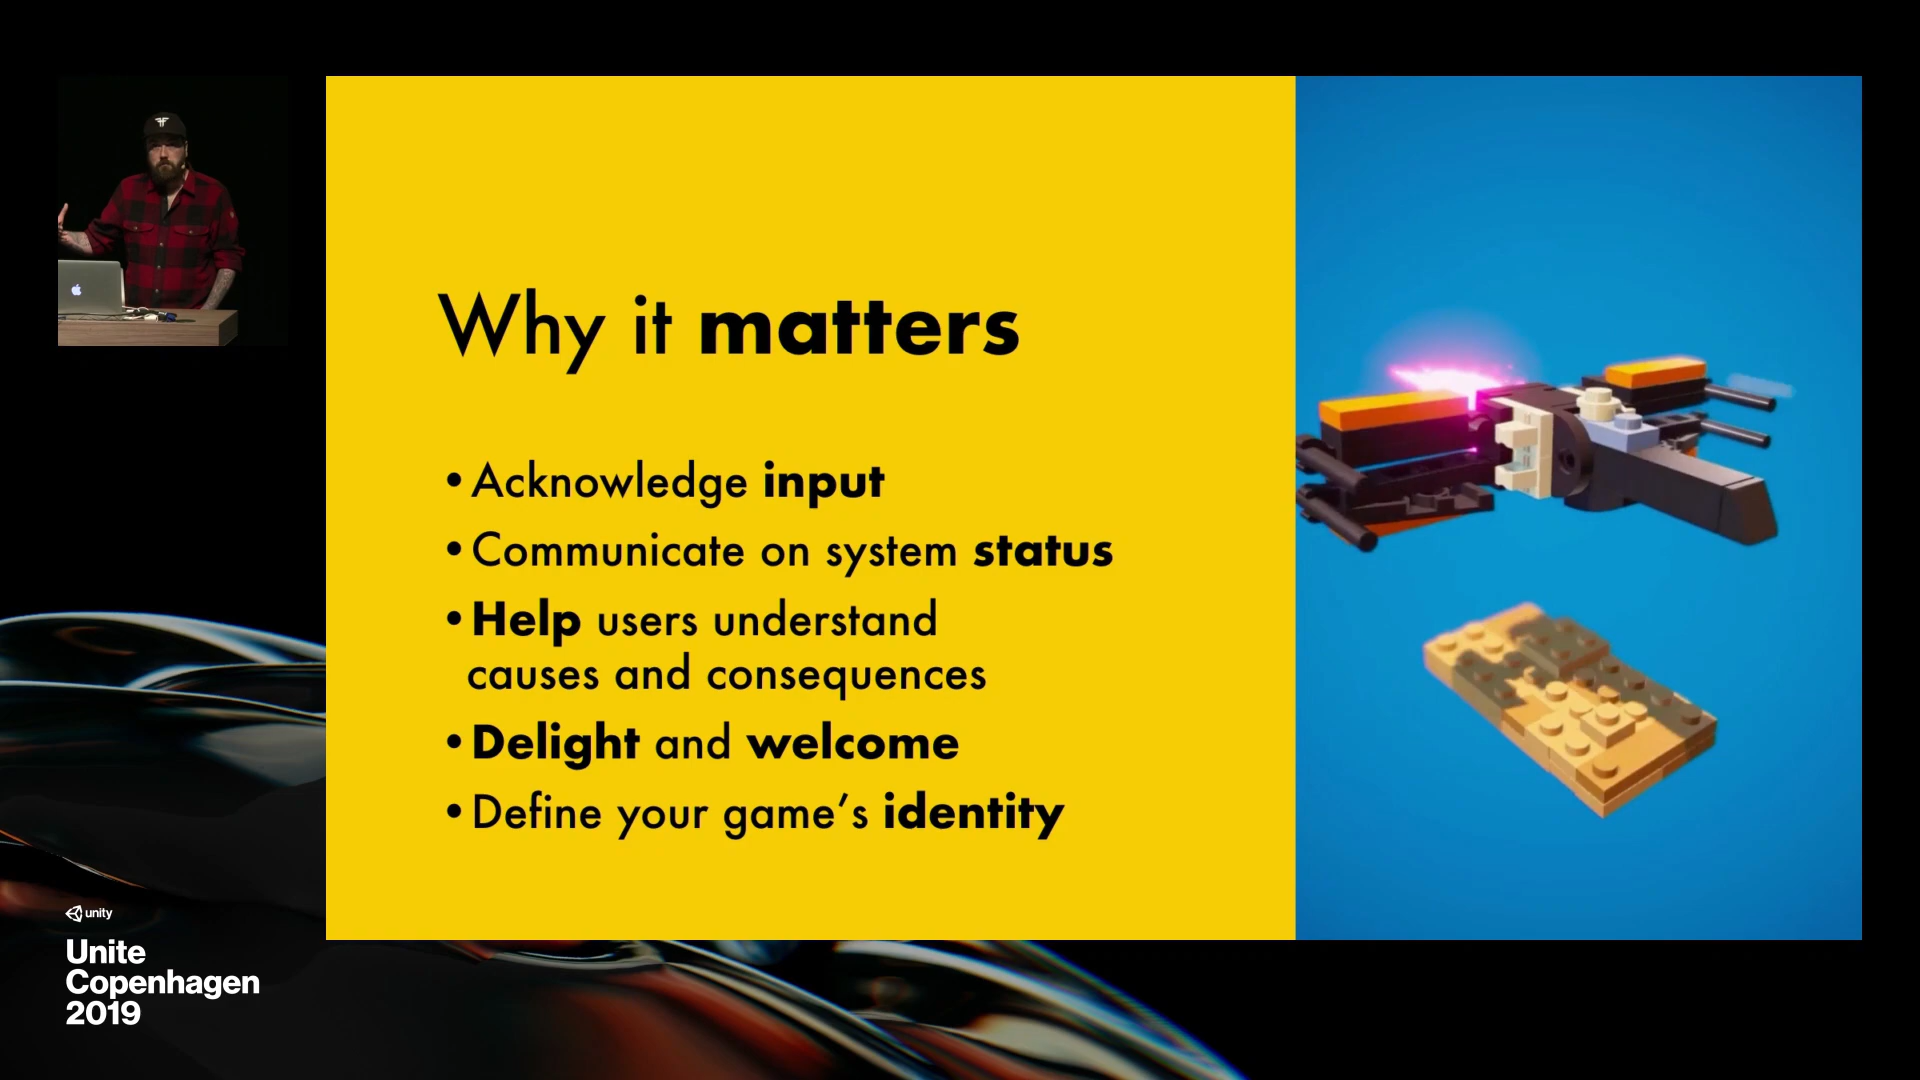 Why it matters
•Acknowledge input
•Communicate on system status
•Help users understand
causes and consequences
•Delight and welcome
•Define your game’s identity
unity
Unite
Copenhagen
2019